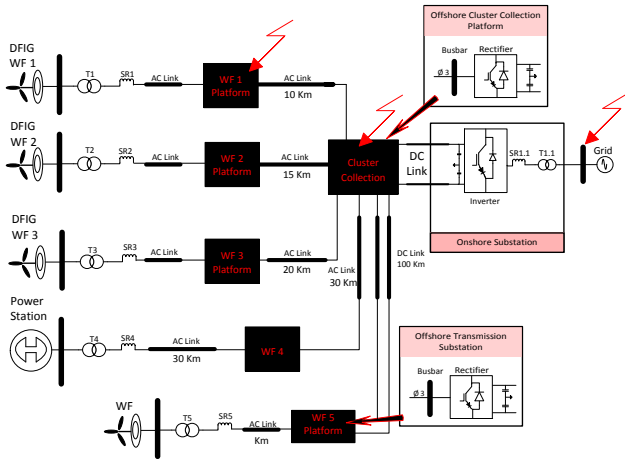 Offshore Cluster Collection
Platform
Busbar
Rectifier
Ø 3
DFIG
WF 1
T1
SR1
AC Link
WF 1
Platform
AC Link
10 Km
DFIG
WF 2
T2
SR2
AC Link
WF 2
Platform
AC Link
15 Km
Cluster
Collection
DC
Link
Inverter
SR1.1
T1.1
Grid
Onshore Substation
DFIG
WF 3
T3
SR3
AC Link
WF 3
Platform
AC Link
20 Km
AC Link
30 Km
DC Link
100 Km
Power
Station
T4
SR4
AC Link
30 Km
WF 4
Offshore Transmission
Substation
Busbar
Rectifier
Ø 3
WF
T5
SR5
AC Link
Km
WF 5
Platform